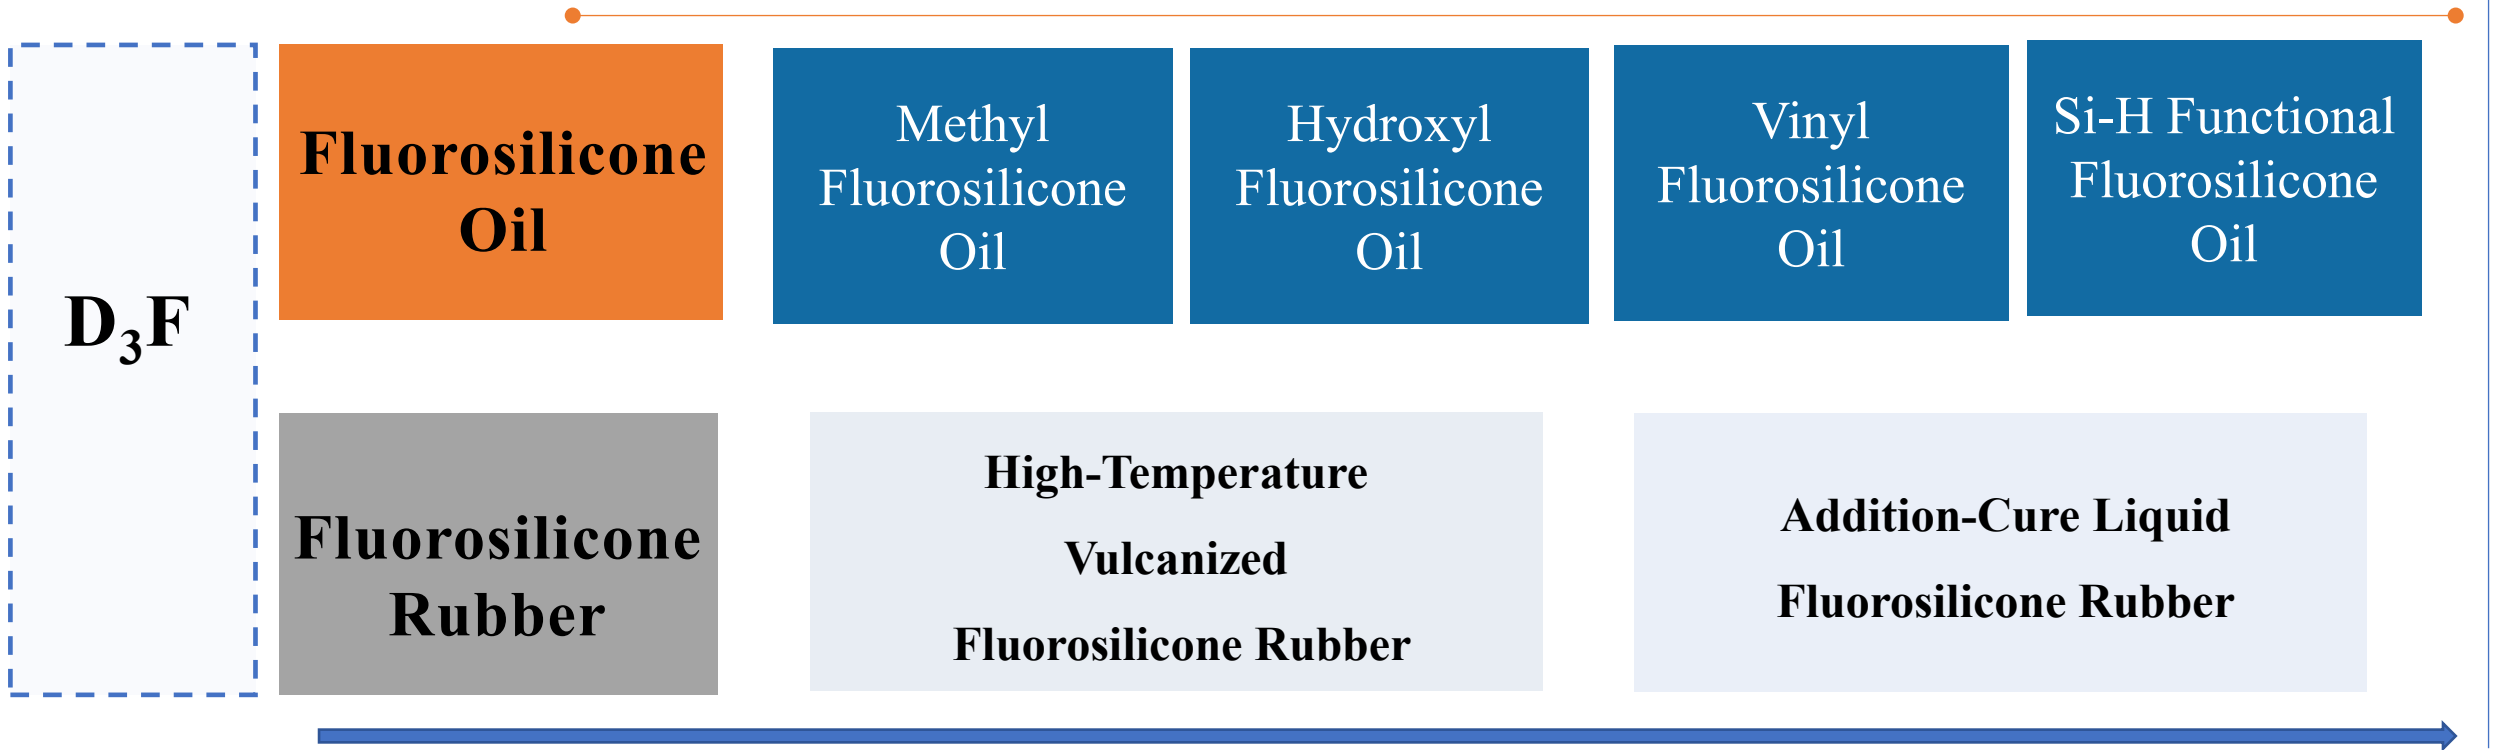 D₃F
Fluorosilicone
Oil
Methyl
Fluorosilicone
Oil
Hydroxyl
Fluorosilicone
Oil
Vinyl
Fluorosilicone
Oil
Si-H Functional
Fluorosilicone
Oil
Fluorosilicone
Rubber
High-Temperature
Vulcanized
Fluorosilicone Rubber
Addition-Cure Liquid
Fluorosilicone Rubber